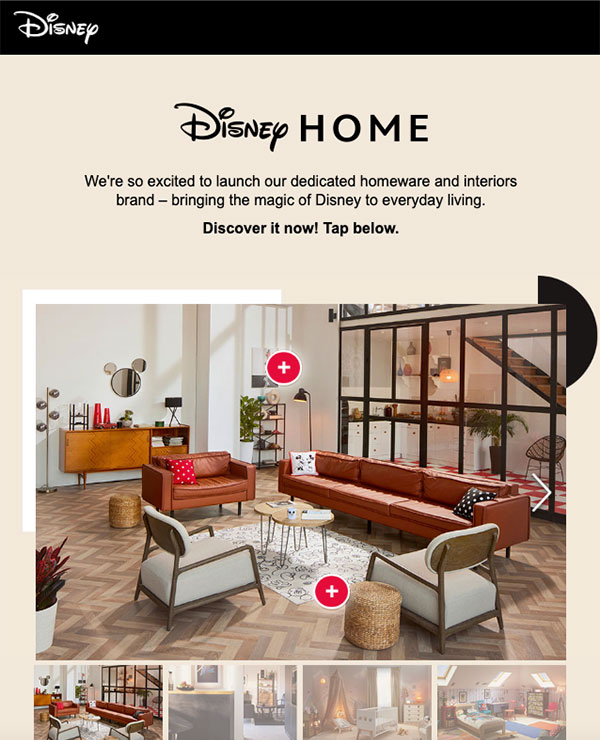 Disney
Disney HOME
We're so excited to launch our dedicated homeware and interiors
brand – bringing the magic of Disney to everyday living.
Discover it now! Tap below.